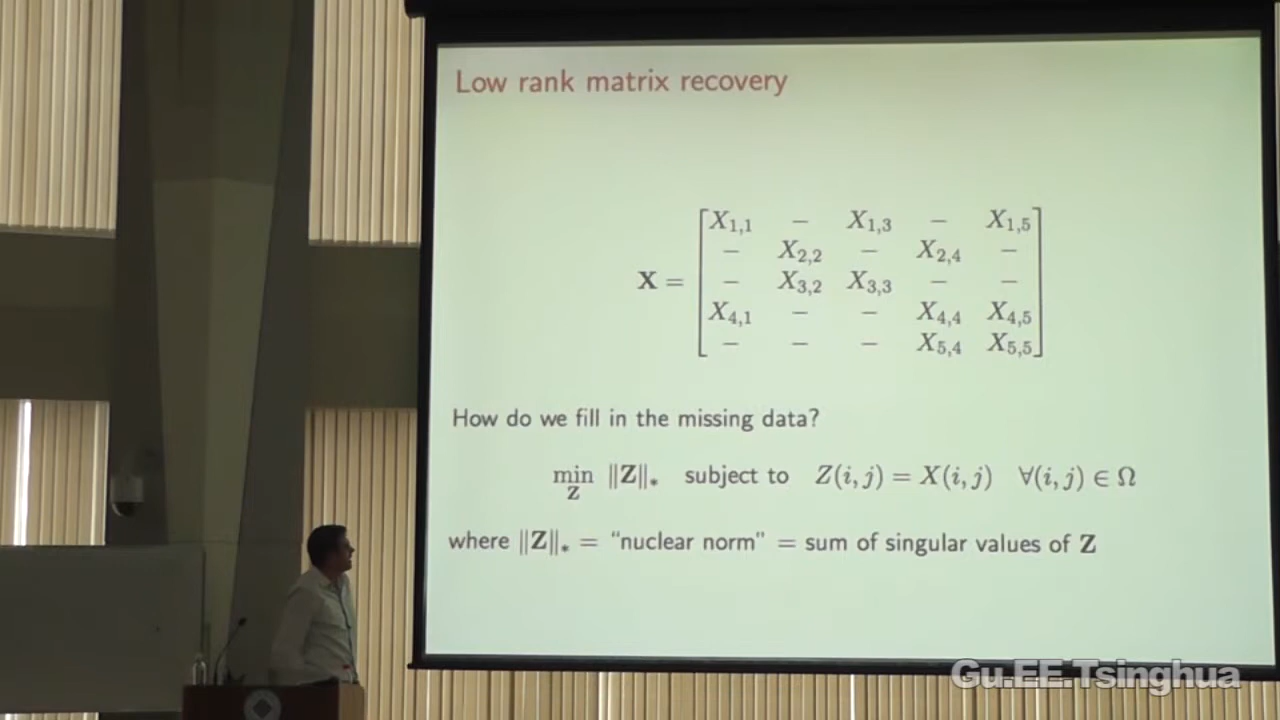 Low rank matrix recovery
X₁,₁ – X₁,₃ – X₁,₅
– X₂,₂ – X₂,₄ –
X = – X₃,₂ X₃,₃ – –
X₄,₁ – – X₄,₄ X₄,₅
– – – X₅,₄ X₅,₅
How do we fill in the missing data?
min ‖Z‖∗ subject to Z(i, j) = X(i, j) ∀(i, j) ∈ Ω
Z
where ‖Z‖∗ = “nuclear norm” = sum of singular values of Z
Gu.EE.Tsinghua